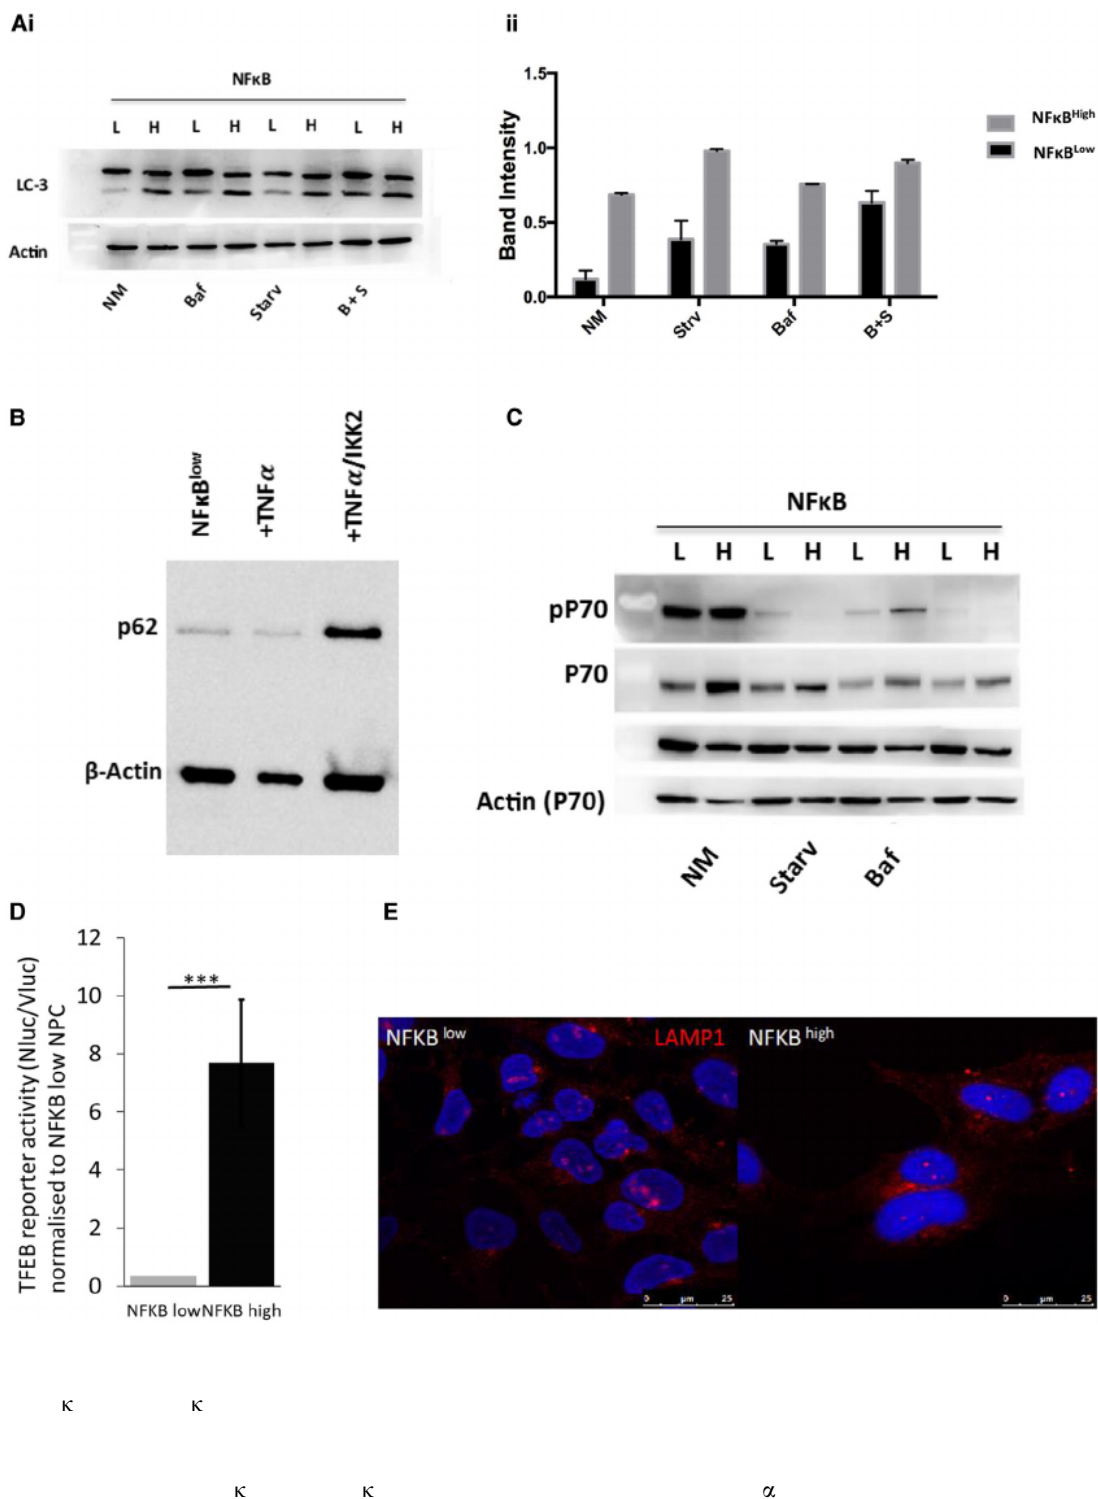 Ai
NFκB
L H L H L H L H
LC-3
Actin
NM Baf Starv B + S
ii
1.5
1.0
0.5
0.0
Band Intensity
NM Strv Baf B+S
NFκBHigh
NFκBLow
B
NFκBlow +TNFα +TNFα/IKK2
p62
β-Actin
C
NFκB
L H L H L H L H
pP70
P70
Actin (P70)
NM Starv Baf
D
12
10
8
6
4
2
0
TFEB reporter activity (Nluc/Vluc)
normalised to NFKB low NPC
***
NFKB low NFKB high
E
NFKB low LAMP1 NFKB high
0 µm 25 0 µm 25
κ κ
κ κ α